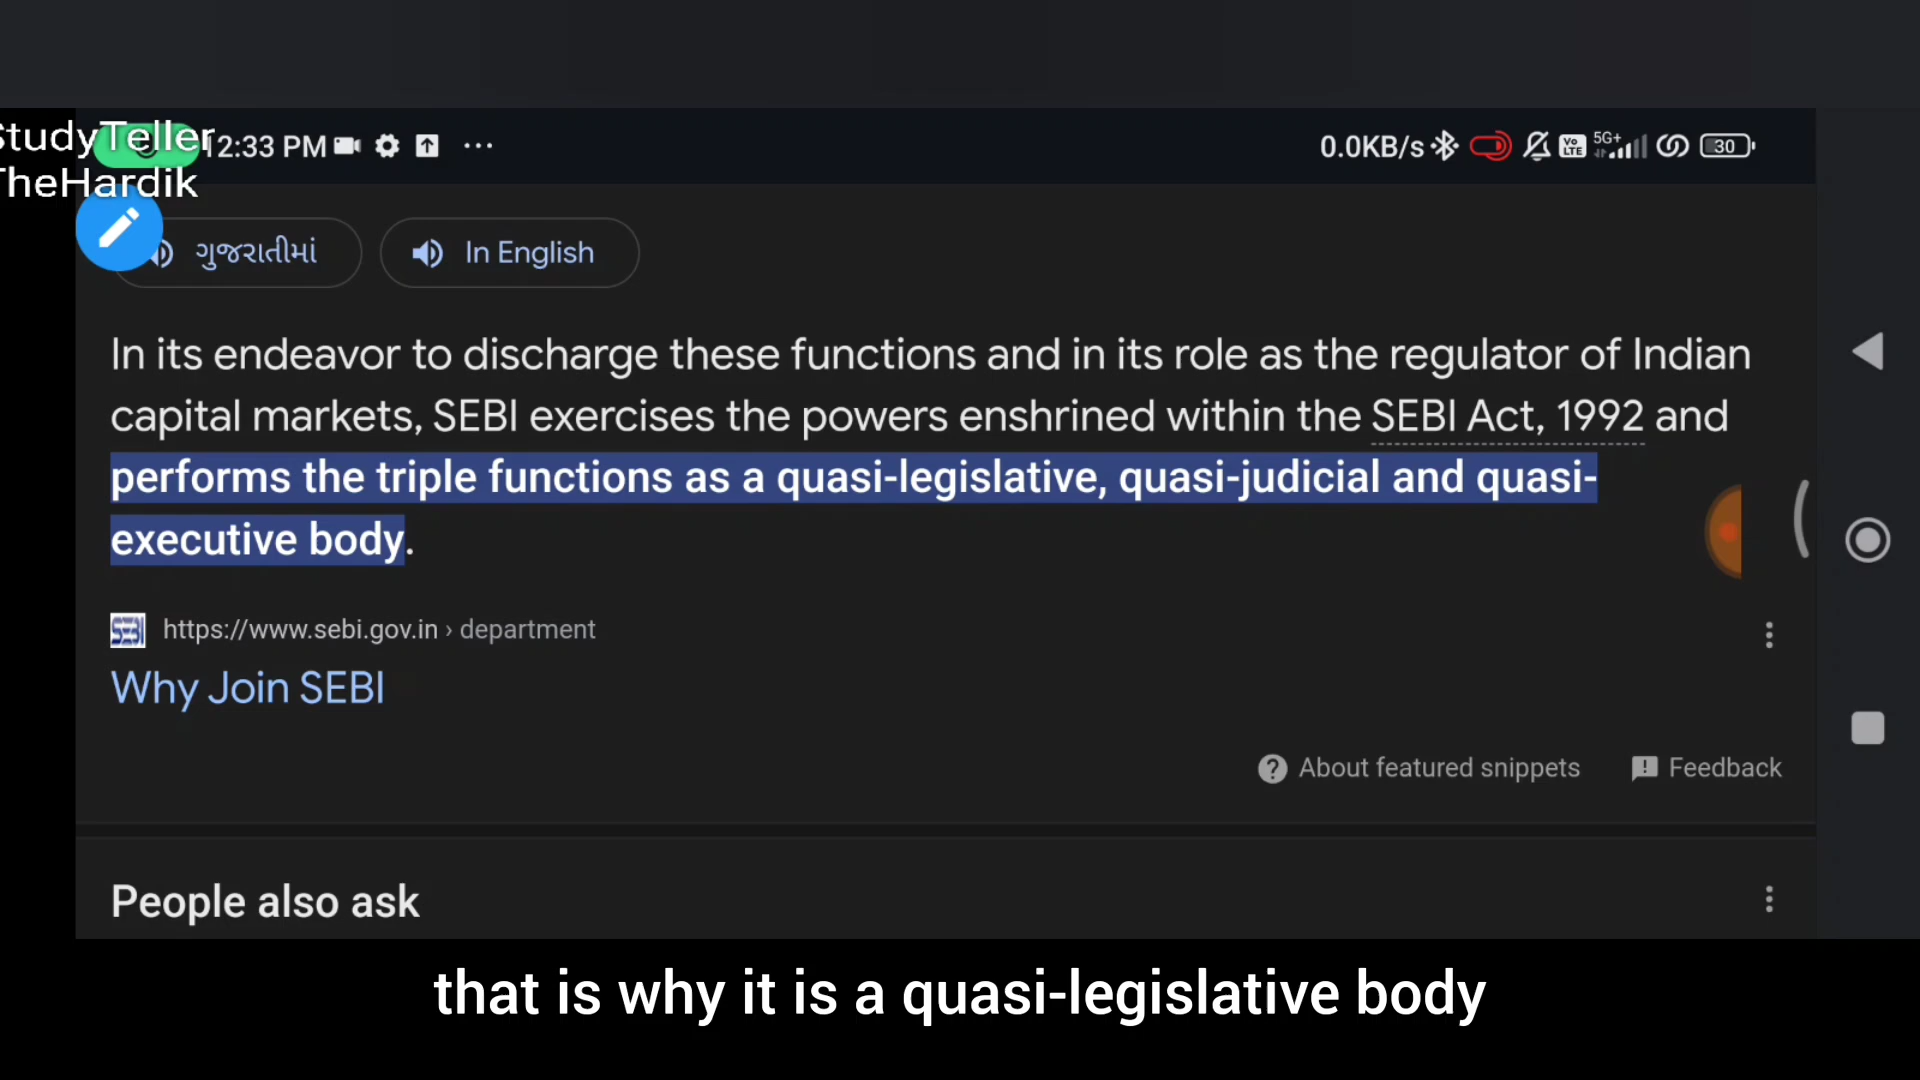 StudyTeller
TheHardik
12:33 PM
0.0KB/s
Vo LTE
5G+
30
ગુજરાતીમાં
In English
In its endeavor to discharge these functions and in its role as the regulator of Indian
capital markets, SEBI exercises the powers enshrined within the SEBI Act, 1992 and
performs the triple functions as a quasi-legislative, quasi-judicial and quasi-
executive body.
SEBI
https://www.sebi.gov.in › department
Why Join SEBI
About featured snippets
Feedback
People also ask
that is why it is a quasi-legislative body